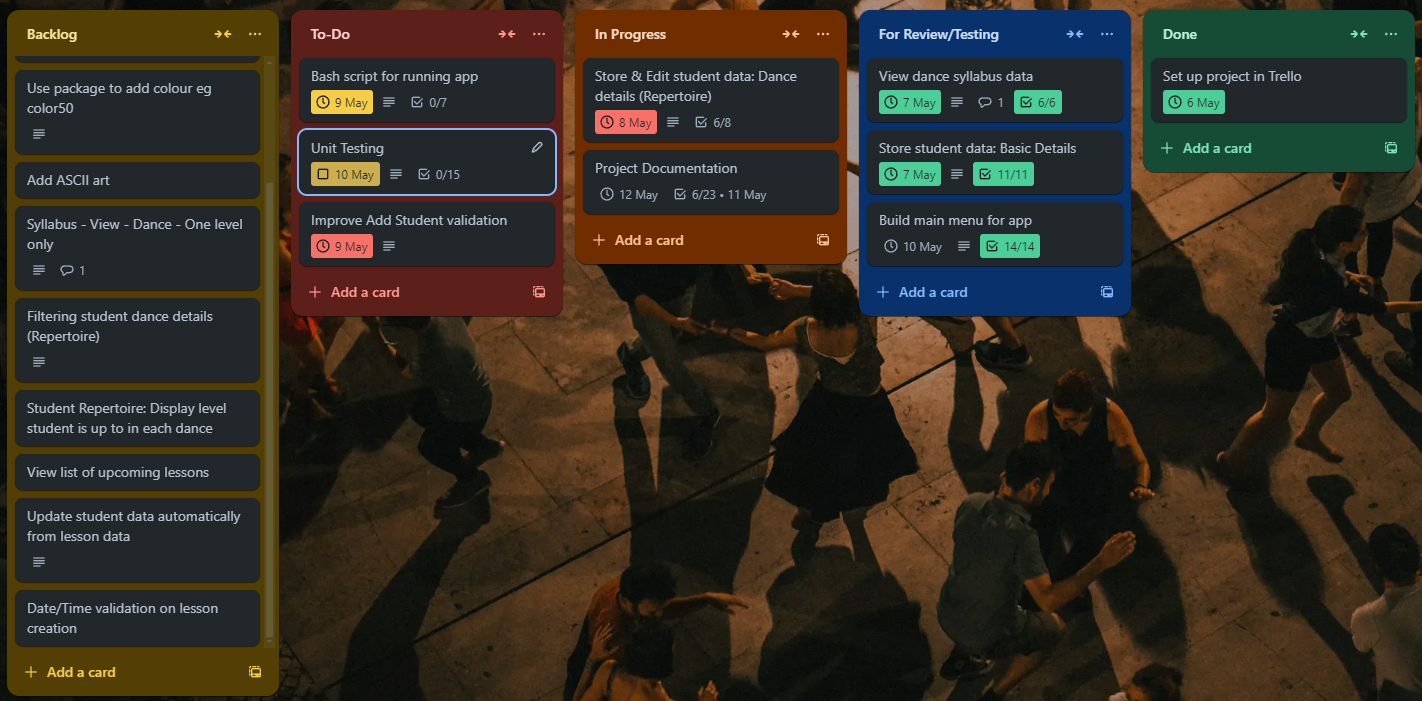 Backlog
Use package to add colour eg
color50
Add ASCII art
Syllabus - View - Dance - One level
only
1
Filtering student dance details
(Repertoire)
Student Repertoire: Display level
student is up to in each dance
View list of upcoming lessons
Update student data automatically
from lesson data
Date/Time validation on lesson
creation
+ Add a card
To-Do
Bash script for running app
9 May 0/7
Unit Testing
10 May 0/15
Improve Add Student validation
9 May
+ Add a card
In Progress
Store & Edit student data: Dance
details (Repertoire)
8 May 6/8
Project Documentation
12 May 6/23 • 11 May
+ Add a card
For Review/Testing
View dance syllabus data
7 May 1 6/6
Store student data: Basic Details
7 May 11/11
Build main menu for app
10 May 14/14
+ Add a card
Done
Set up project in Trello
6 May
+ Add a card